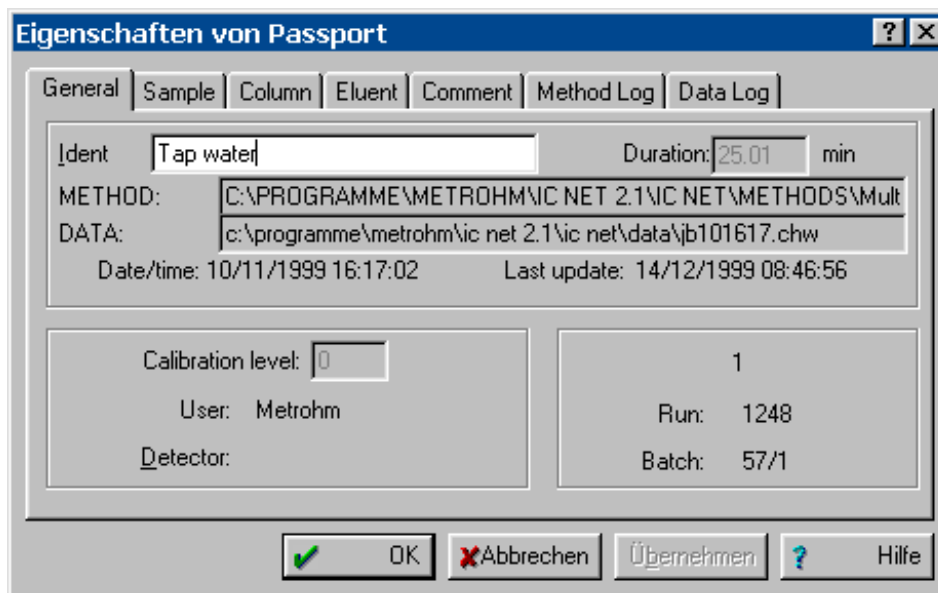 Eigenschaften von Passport
General Sample Column Eluent Comment Method Log Data Log
Ident Tap water Duration: 25.01 min
METHOD: C:\PROGRAMME\METROHM\IC NET 2.1\IC NET\METHODS\Mult
DATA: c:\programme\metrohm\ic net 2.1\ic net\data\jb101617.chw
Date/time: 10/11/1999 16:17:02 Last update: 14/12/1999 08:46:56
Calibration level: 0
User: Metrohm
Detector:
1
Run: 1248
Batch: 57/1
OK Abbrechen Übernehmen Hilfe